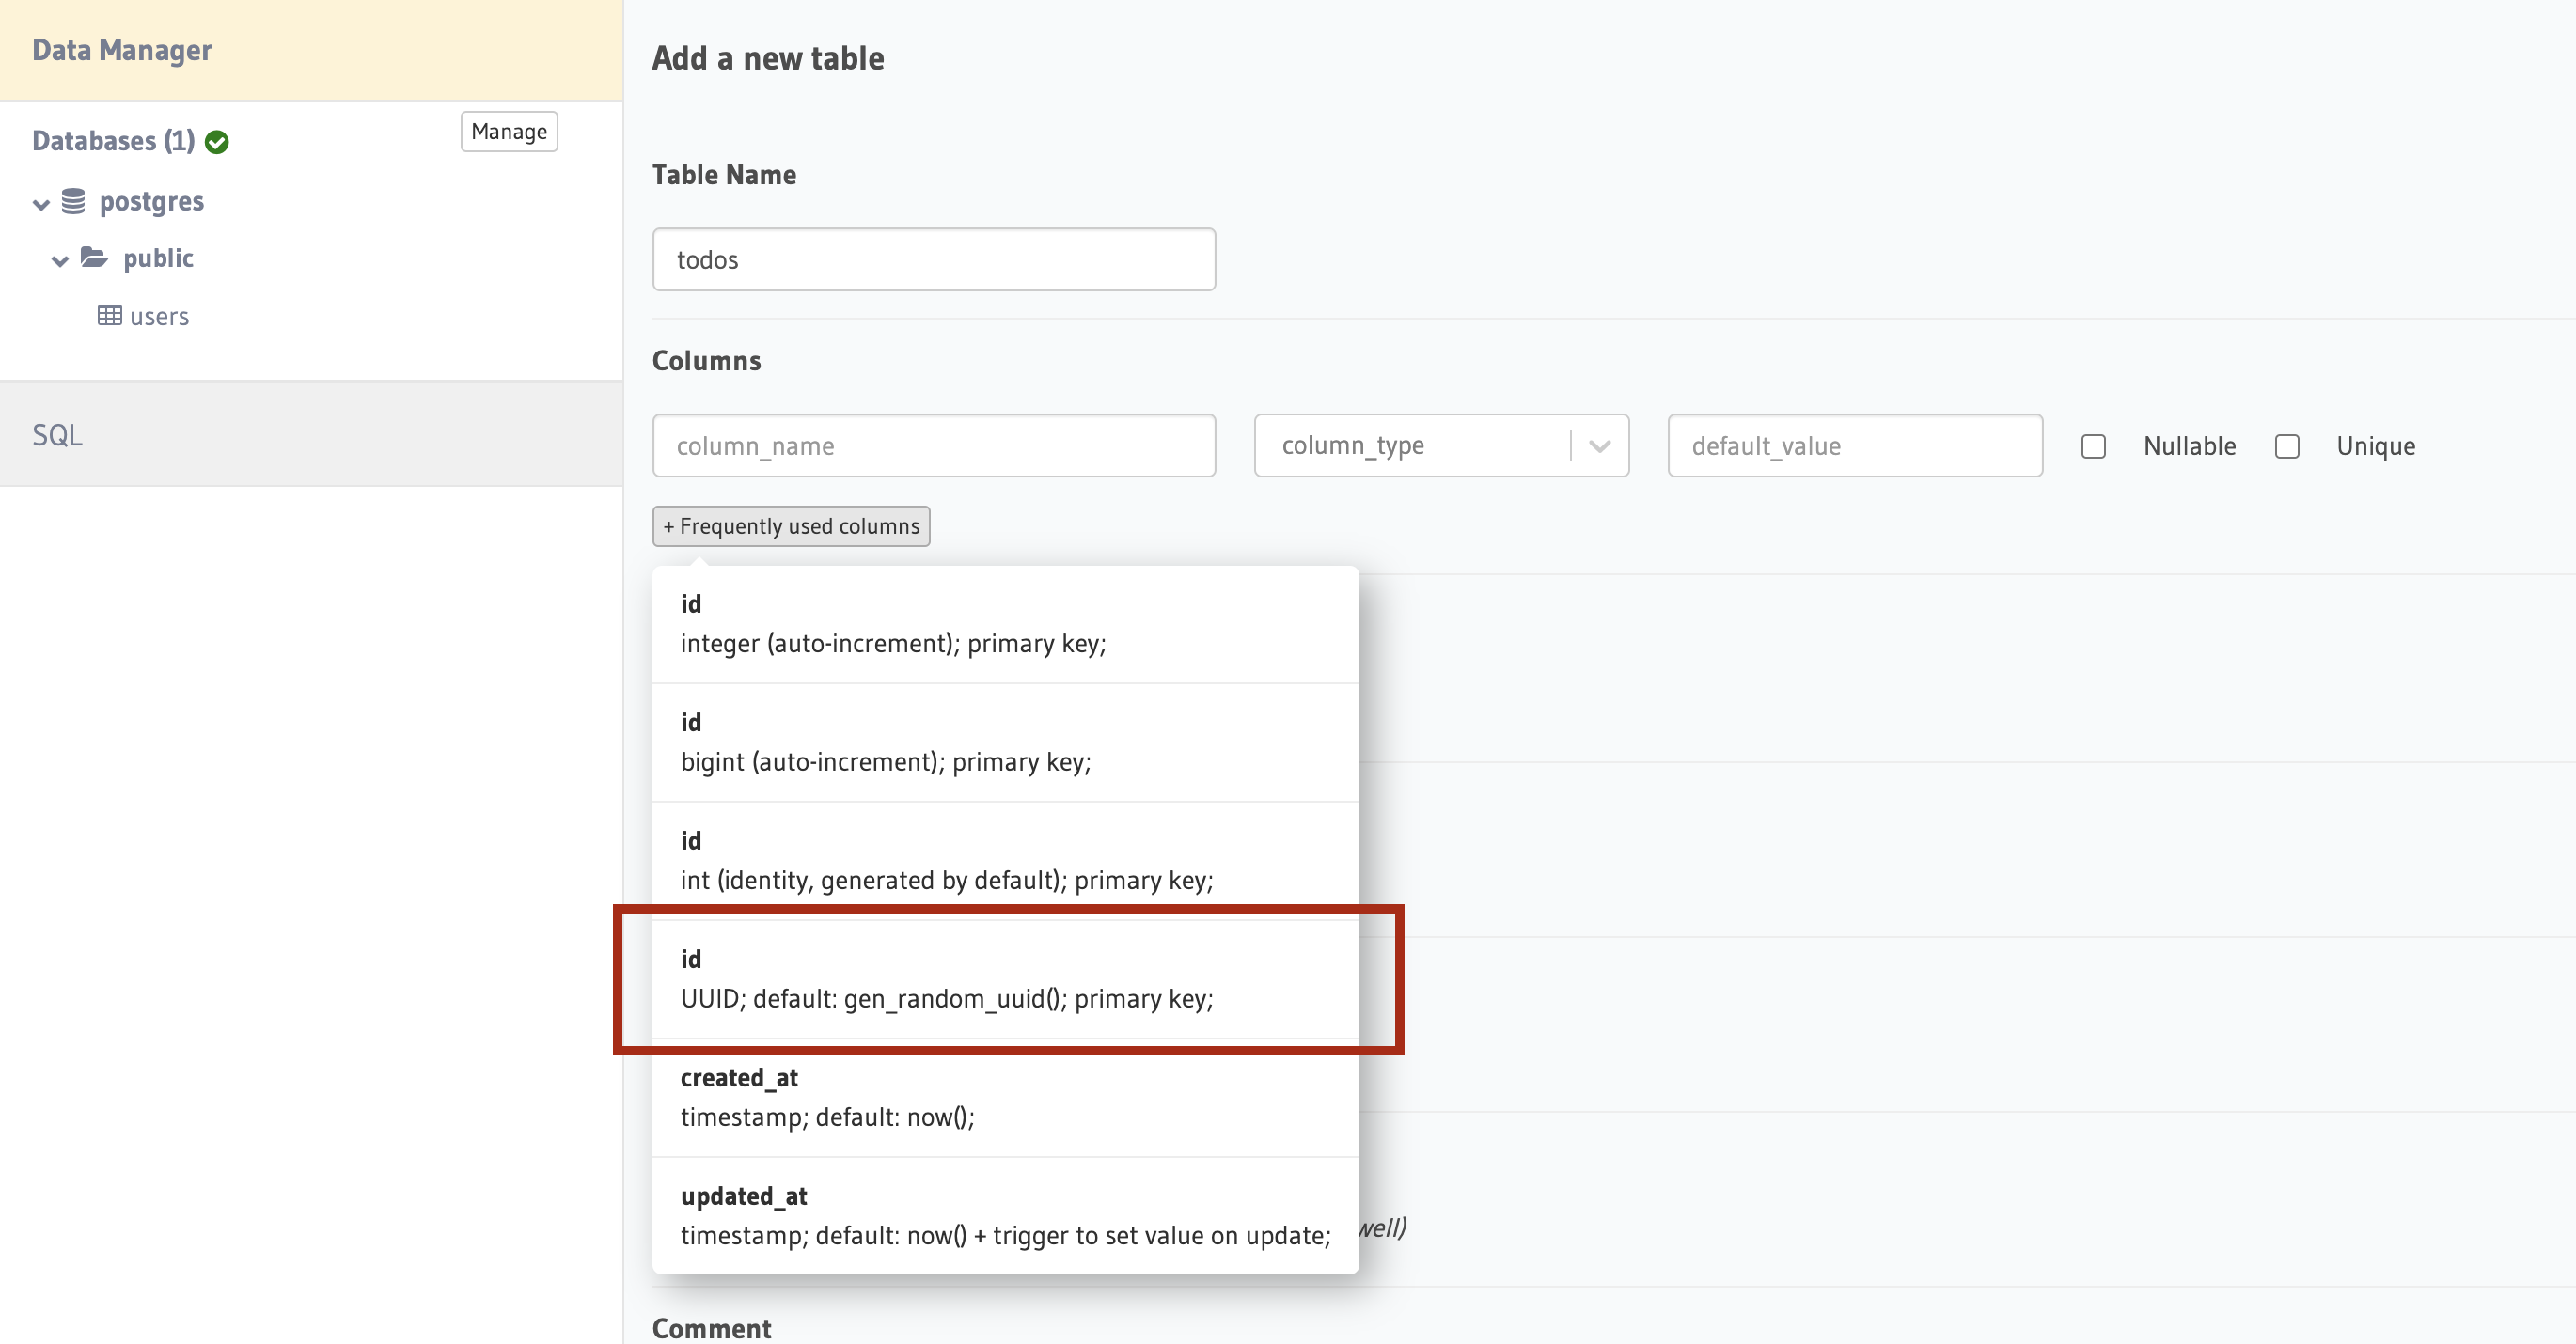 Data Manager
Databases (1)
Manage
postgres
public
users
SQL
Add a new table
Table Name
todos
Columns
column_name
column_type
default_value
Nullable
Unique
+ Frequently used columns
id
integer (auto-increment); primary key;
id
bigint (auto-increment); primary key;
id
int (identity, generated by default); primary key;
id
UUID; default: gen_random_uuid(); primary key;
created_at
timestamp; default: now();
updated_at
timestamp; default: now() + trigger to set value on update;
well)
Comment